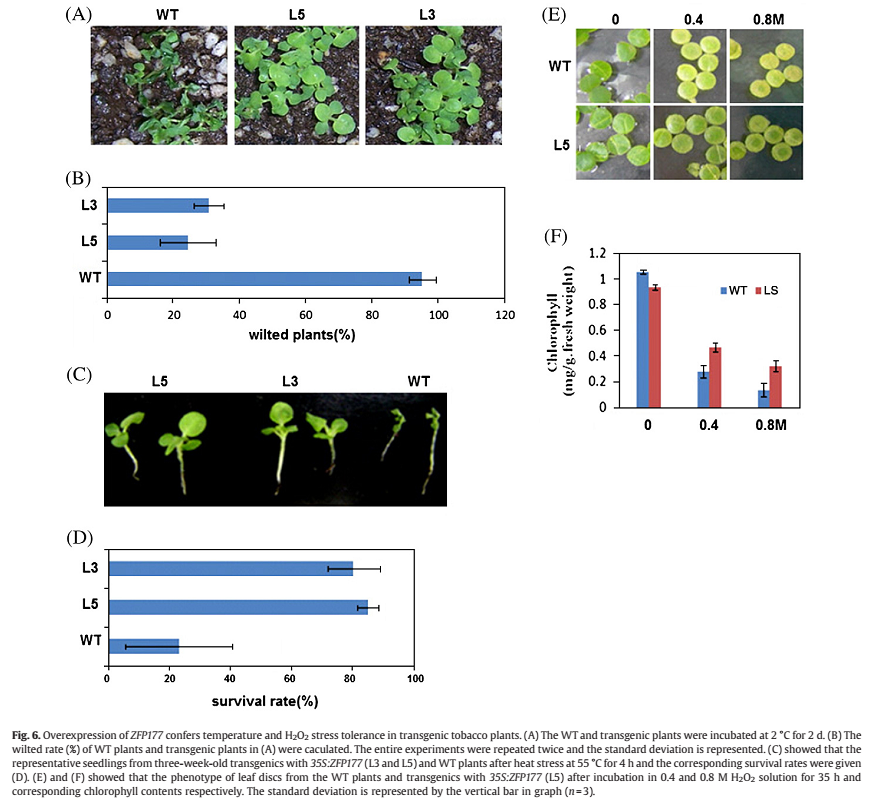 (A)
WT L5 L3
(B)
L3
L5
WT
0 20 40 60 80 100 120
wilted plants(%)
(C)
L5 L3 WT
(D)
L3
L5
WT
0 20 40 60 80 100
survival rate(%)
(E)
0 0.4 0.8M
WT
L5
(F)
Chlorophyll
(mg/g.fresh weight)
1.2
1
0.8
0.6
0.4
0.2
0
WT LS
0 0.4 0.8M
Fig. 6. Overexpression of ZFP177 confers temperature and H₂O₂ stress tolerance in transgenic tobacco plants. (A) The WT and transgenic plants were incubated at 2 °C for 2 d. (B) The
wilted rate (%) of WT plants and transgenic plants in (A) were caculated. The entire experiments were repeated twice and the standard deviation is represented. (C) showed that the
representative seedlings from three-week-old transgenics with 35S:ZFP177 (L3 and L5) and WT plants after heat stress at 55 °C for 4 h and the corresponding survival rates were given
(D). (E) and (F) showed that the phenotype of leaf discs from the WT plants and transgenics with 35S:ZFP177 (L5) after incubation in 0.4 and 0.8 M H₂O₂ solution for 35 h and
corresponding chlorophyll contents respectively. The standard deviation is represented by the vertical bar in graph (n=3).